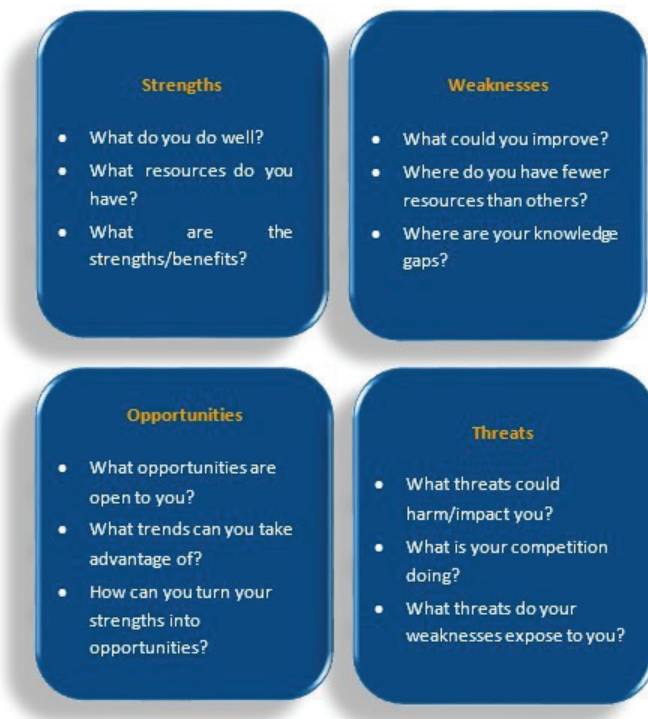 Strengths
• What do you do well?
• What resources do you
have?
• What are the
strengths/benefits?
Weaknesses
• What could you improve?
• Where do you have fewer
resources than others?
• Where are your knowledge
gaps?
Opportunities
• What opportunities are
open to you?
• What trends can you take
advantage of?
• How can you turn your
strengths into
opportunities?
Threats
• What threats could
harm/impact you?
• What is your competition
doing?
• What threats do your
weaknesses expose to you?